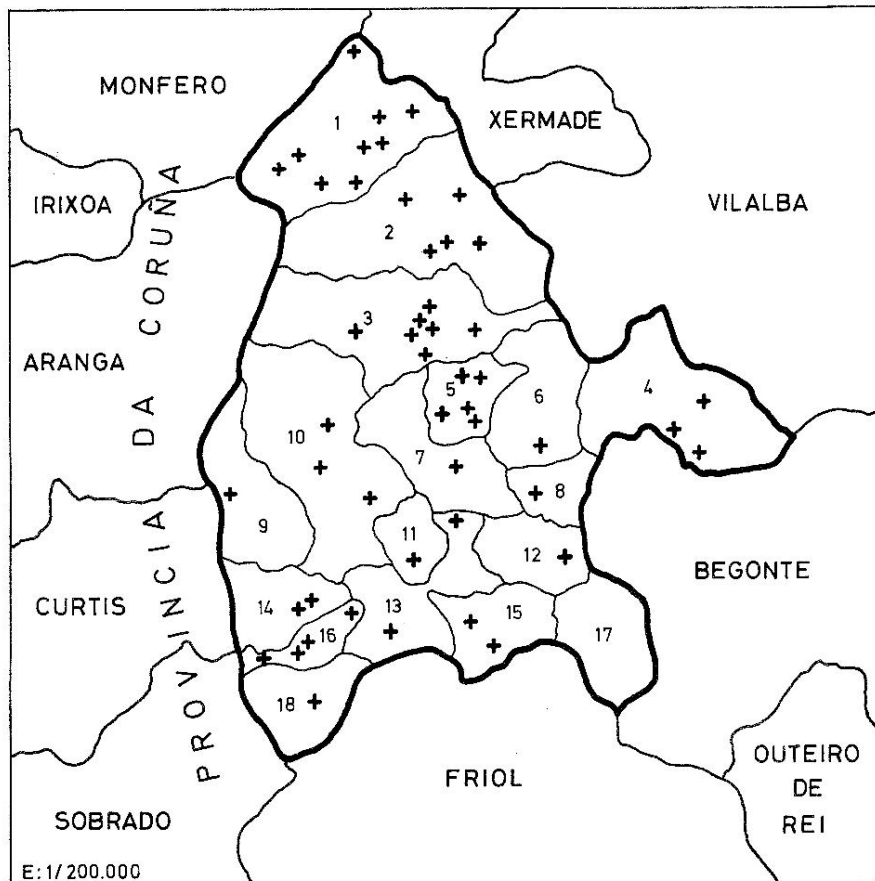 MONFERO
XERMADE
1
IRIXOA
VILALBA
2
3
ARANGA
4
5
6
10
7
8
9
11
12
BEGONTE
CURTIS
14
13
15
16
17
18
PROVINCIA DA CORUÑA
FRIOL
OUTEIRO
DE
REI
SOBRADO
E:1/200.000